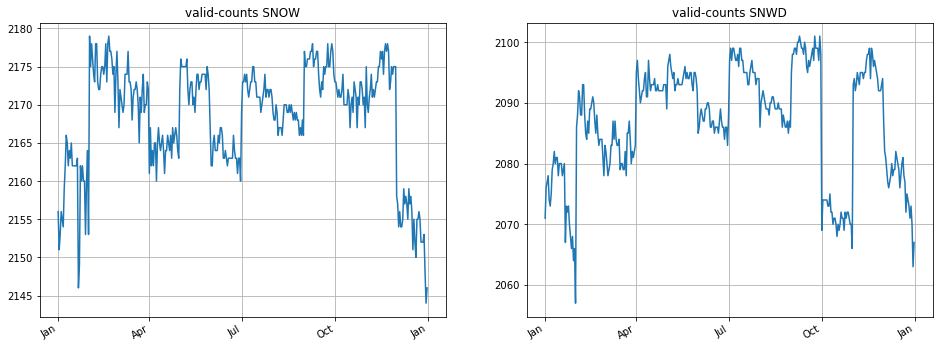 valid-counts SNOW
2180
2175
2170
2165
2160
2155
2150
2145
Jan
Apr
Jul
Oct
Jan
valid-counts SNWD
2100
2090
2080
2070
2060
Jan
Apr
Jul
Oct
Jan